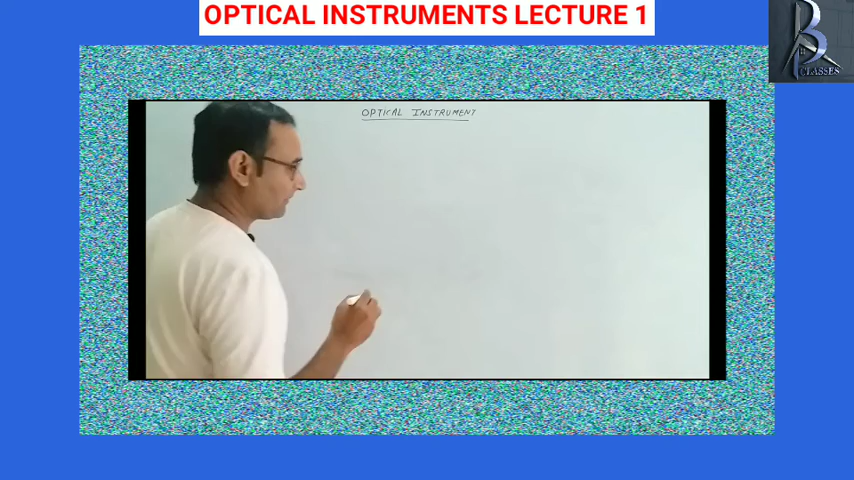 OPTICAL INSTRUMENTS LECTURE 1
CLASSES
OPTICAL INSTRUMENT